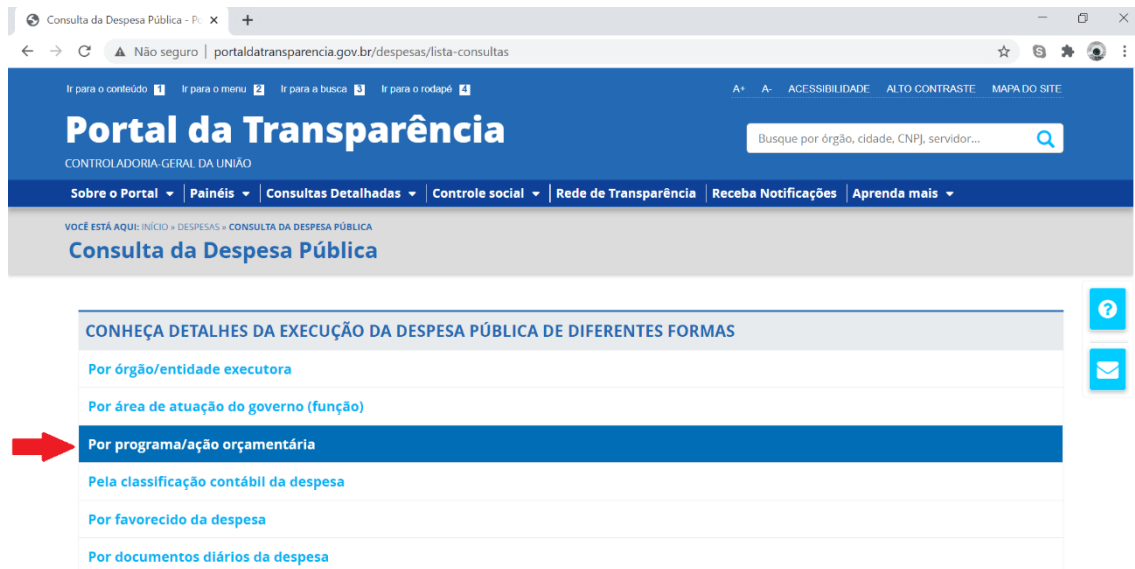 Consulta da Despesa Pública - Po
Não seguro | portaldatransparencia.gov.br/despesas/lista-consultas
Ir para o conteúdo 1 Ir para o menu 2 Ir para a busca 3 Ir para o rodapé 4 A+ A- ACESSIBILIDADE ALTO CONTRASTE MAPA DO SITE
Portal da Transparência
Busque por órgão, cidade, CNPJ, servidor...
CONTROLADORIA-GERAL DA UNIÃO
Sobre o Portal Painéis Consultas Detalhadas Controle social Rede de Transparência Receba Notificações Aprenda mais
VOCÊ ESTÁ AQUI: INÍCIO » DESPESAS » CONSULTA DA DESPESA PÚBLICA
Consulta da Despesa Pública
CONHEÇA DETALHES DA EXECUÇÃO DA DESPESA PÚBLICA DE DIFERENTES FORMAS
Por órgão/entidade executora
Por área de atuação do governo (função)
Por programa/ação orçamentária
Pela classificação contábil da despesa
Por favorecido da despesa
Por documentos diários da despesa